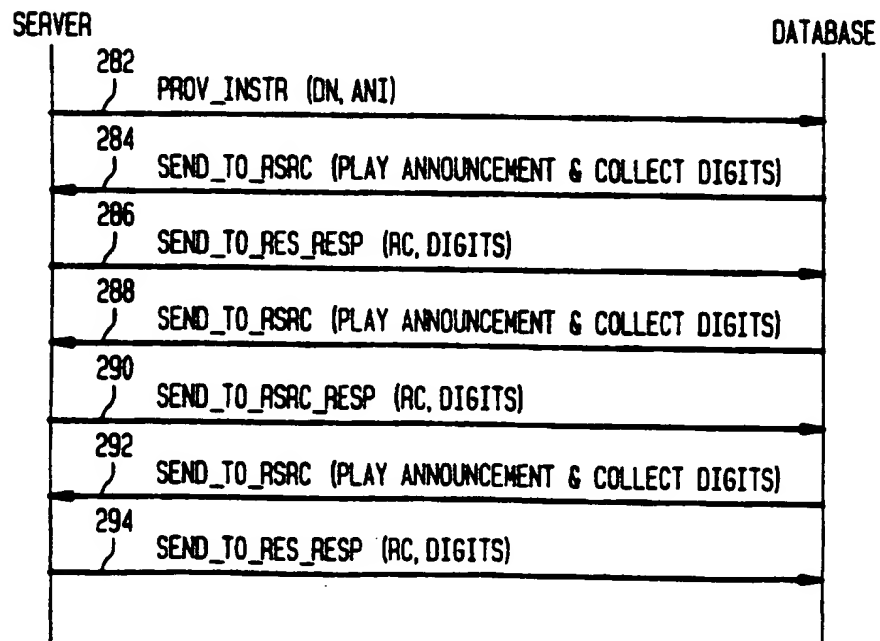 SERVER
DATABASE
282
PROV_INSTR (DN, ANI)
284
SEND_TO_RSRC (PLAY ANNOUNCEMENT & COLLECT DIGITS)
286
SEND_TO_RES_RESP (RC, DIGITS)
288
SEND_TO_RSRC (PLAY ANNOUNCEMENT & COLLECT DIGITS)
290
SEND_TO_RSRC_RESP (RC, DIGITS)
292
SEND_TO_RSRC (PLAY ANNOUNCEMENT & COLLECT DIGITS)
294
SEND_TO_RES_RESP (RC, DIGITS)